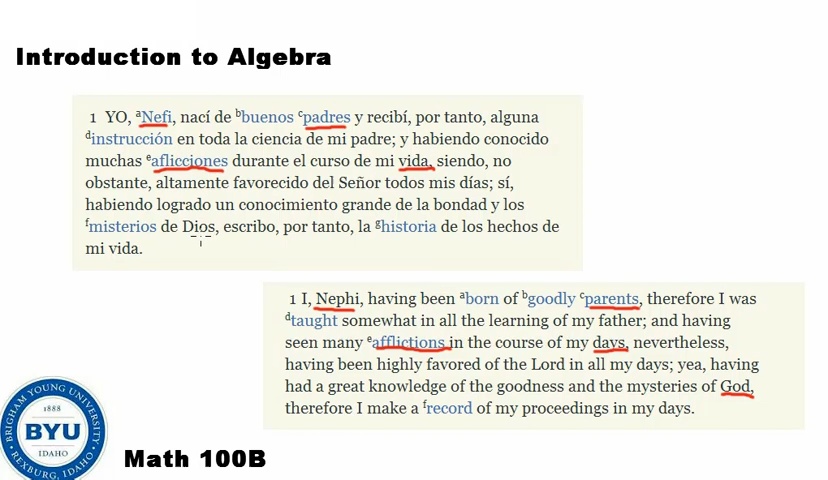 Introduction to Algebra
1 YO, aNefi, nací de bbuenos cpadres y recibí, por tanto, alguna
dinstrucción en toda la ciencia de mi padre; y habiendo conocido
muchas eaflicciones durante el curso de mi vida, siendo, no
obstante, altamente favorecido del Señor todos mis días; sí,
habiendo logrado un conocimiento grande de la bondad y los
fmisterios de Dios, escribo, por tanto, la ghistoria de los hechos de
mi vida.
1 I, Nephi, having been aborn of bgoodly cparents, therefore I was
dtaught somewhat in all the learning of my father; and having
seen many eafflictions in the course of my days, nevertheless,
having been highly favored of the Lord in all my days; yea, having
had a great knowledge of the goodness and the mysteries of God,
therefore I make a frecord of my proceedings in my days.
BRIGHAM YOUNG UNIVERSITY
1888
BYU
IDAHO
REXBURG, IDAHO
Math 100B